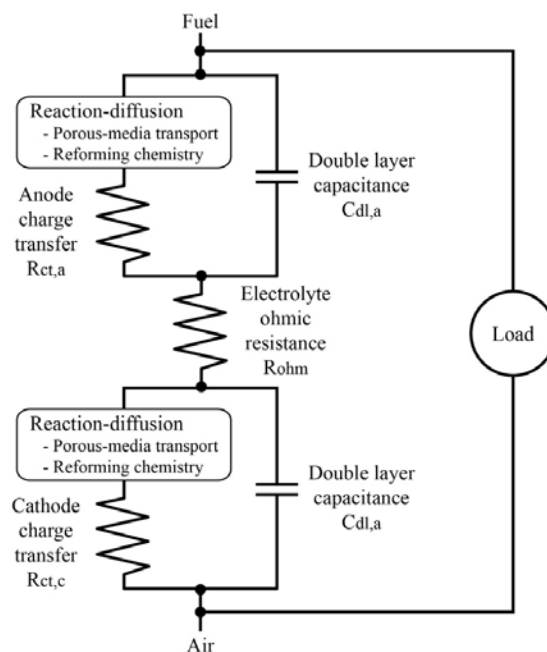 Fuel
Reaction-diffusion
- Porous-media transport
- Reforming chemistry
Double layer
capacitance
Cdl,a
Anode
charge
transfer
Rct,a
Electrolyte
ohmic
resistance
Rohm
Load
Reaction-diffusion
- Porous-media transport
- Reforming chemistry
Double layer
capacitance
Cdl,a
Cathode
charge
transfer
Rct,c
Air